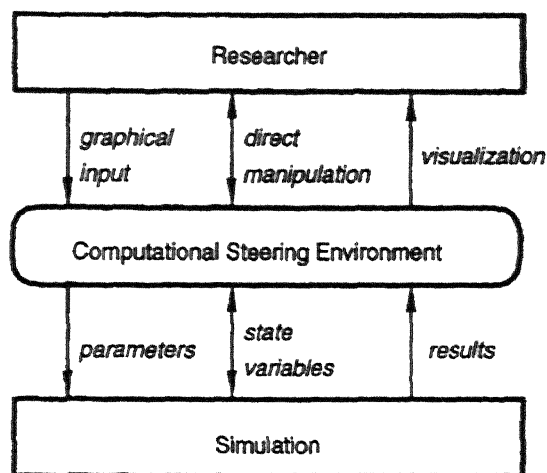 Researcher
graphical
input
direct
manipulation
visualization
Computational Steering Environment
parameters
state
variables
results
Simulation